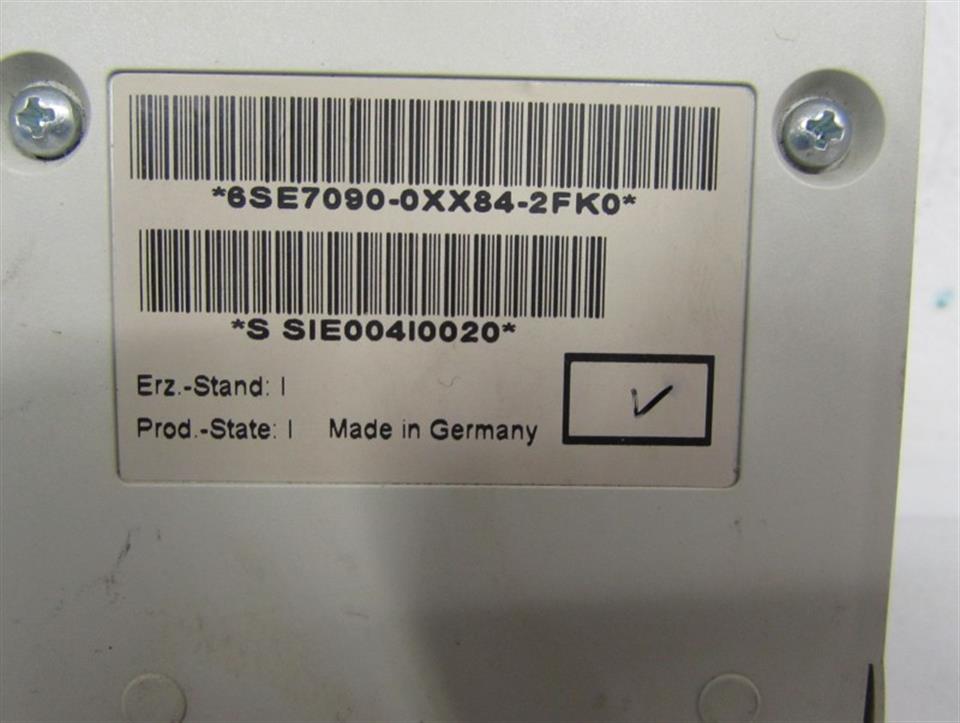 *6SE7090-0XX84-2FK0*
*S SIE004I0020*
Erz.-Stand: I
Prod.-State: I Made in Germany